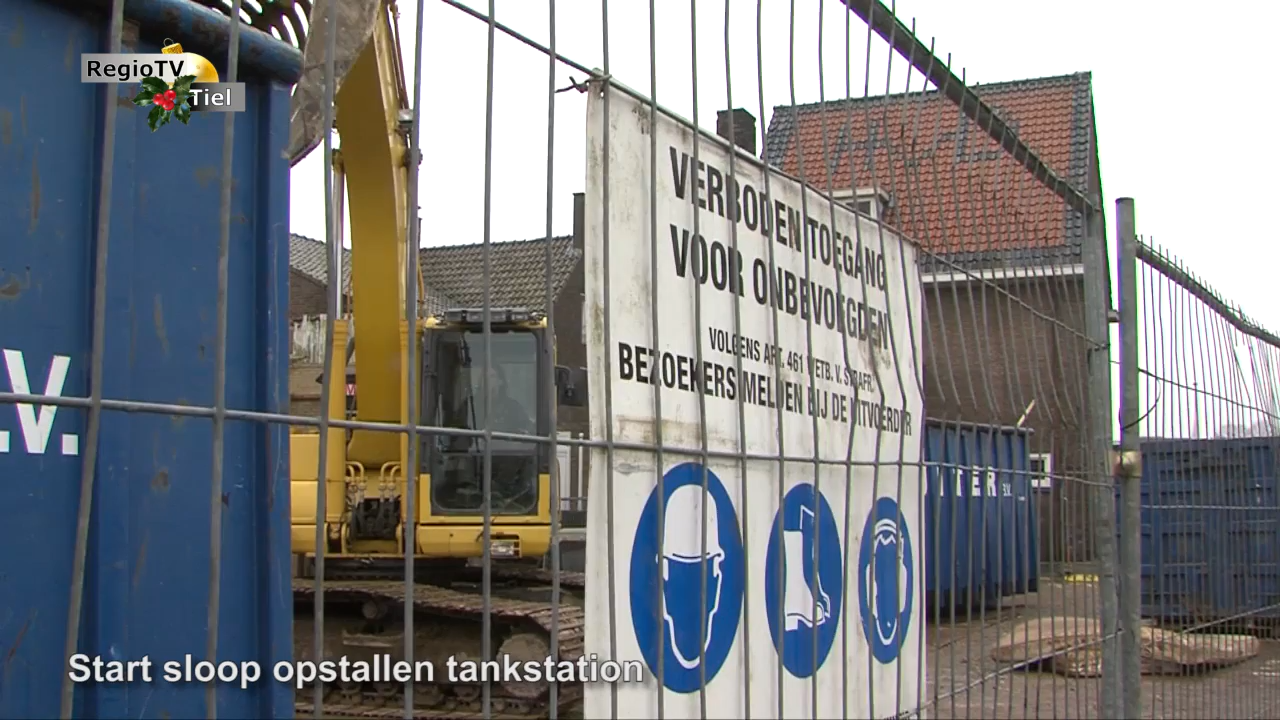 RegioTV
Tiel
VERBODEN TOEGANG
VOOR ONBEVOEGDEN
VOLGENS ART. 461 WETB. V. STRAFR.
BEZOEKERS MELDEN BIJ DE UITVOERDER
.V.
TTER B.V.
Start sloop opstallen tankstation